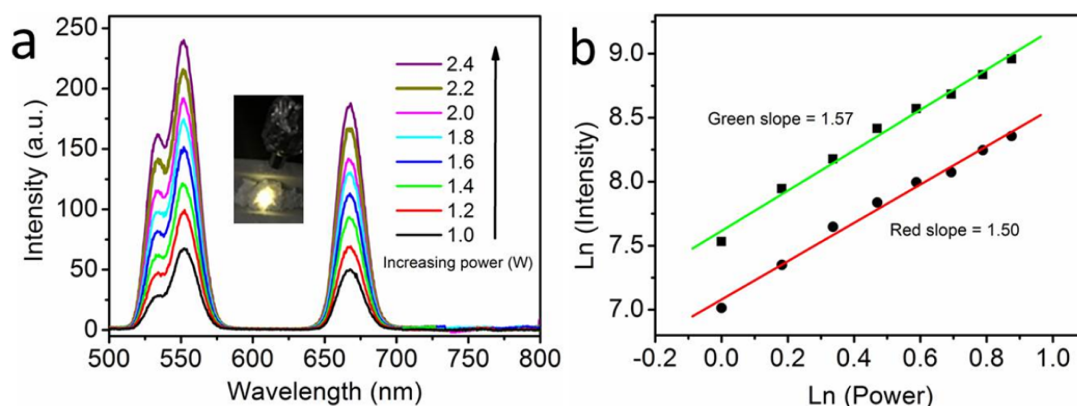 a
250
200
150
100
50
0
Intensity (a.u.)
2.4
2.2
2.0
1.8
1.6
1.4
1.2
1.0
Increasing power (W)
500 550 600 650 700 750 800
Wavelength (nm)
b
9.0
8.5
8.0
7.5
7.0
Ln (Intensity)
Green slope = 1.57
Red slope = 1.50
-0.2 0.0 0.2 0.4 0.6 0.8 1.0
Ln (Power)